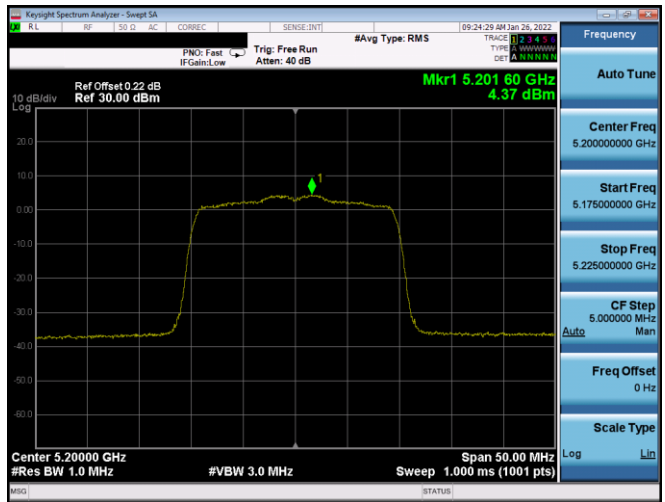 Keysight Spectrum Analyzer - Swept SA
RL RF 50 Ω AC CORREC SENSE:INT 09:24:29 AM Jan 26, 2022
#Avg Type: RMS TRACE 1 2 3 4 5 6
PNO: Fast Trig: Free Run TYPE A WWWWW
IFGain:Low Atten: 40 dB DET A N N N N N
Mkr1 5.201 60 GHz
4.37 dBm
Ref Offset 0.22 dB
10 dB/div Ref 30.00 dBm
Log
20.0
10.0
0.00
-10.0
-20.0
-30.0
-40.0
-50.0
-60.0
1
Center 5.20000 GHz Span 50.00 MHz
#Res BW 1.0 MHz #VBW 3.0 MHz Sweep 1.000 ms (1001 pts)
MSG STATUS
Frequency
Auto Tune
Center Freq
5.200000000 GHz
Start Freq
5.175000000 GHz
Stop Freq
5.225000000 GHz
CF Step
5.000000 MHz
Auto Man
Freq Offset
0 Hz
Scale Type
Log Lin